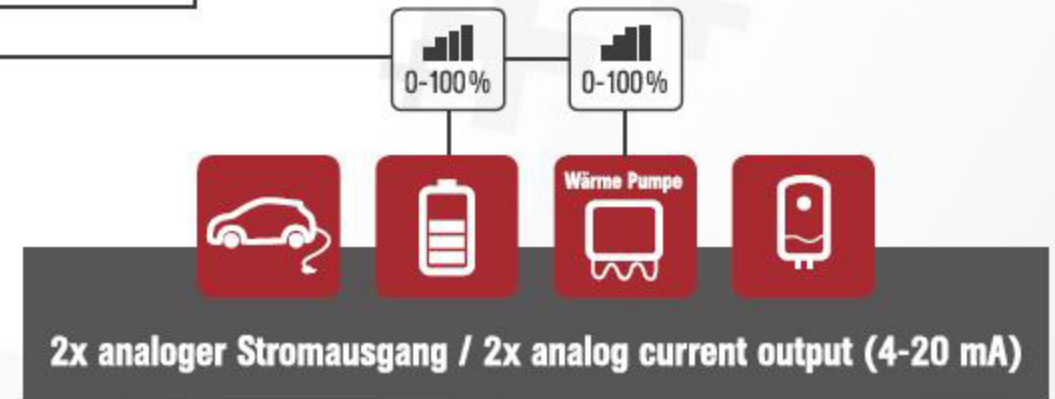 0-100%
0-100%
Wärme Pumpe
2x analoger Stromausgang / 2x analog current output (4-20 mA)